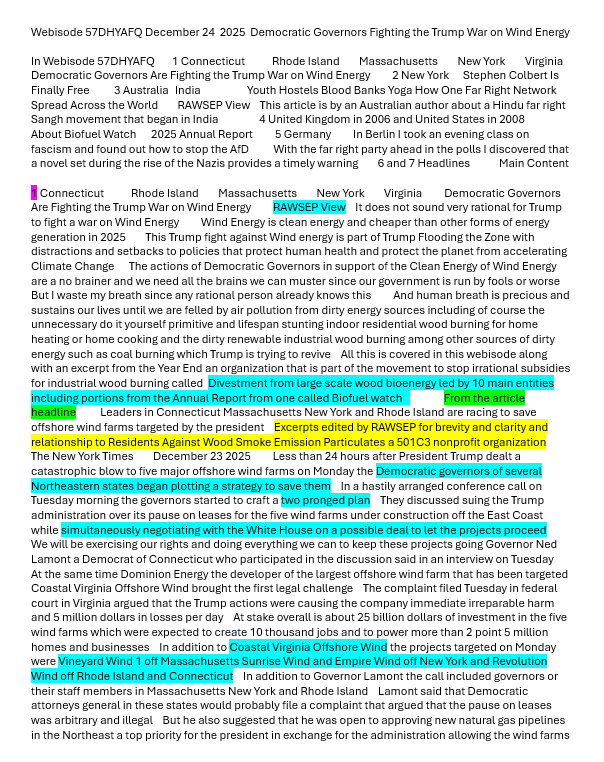 Webisode 57DHYAFQ December 24 2025 Democratic Governors Fighting the Trump War on Wind Energy
In Webisode 57DHYAFQ 1 Connecticut Rhode Island Massachusetts New York Virginia
Democratic Governors Are Fighting the Trump War on Wind Energy 2 New York Stephen Colbert Is
Finally Free 3 Australia India Youth Hostels Blood Banks Yoga How One Far Right Network
Spread Across the World RAWSEP View This article is by an Australian author about a Hindu far right
Sangh movement that began in India 4 United Kingdom in 2006 and United States in 2008
About Biofuel Watch 2025 Annual Report 5 Germany In Berlin I took an evening class on
fascism and found out how to stop the AfD With the far right party ahead in the polls I discovered that
a novel set during the rise of the Nazis provides a timely warning 6 and 7 Headlines Main Content
1 Connecticut Rhode Island Massachusetts New York Virginia Democratic Governors
Are Fighting the Trump War on Wind Energy RAWSEP View It does not sound very rational for Trump
to fight a war on Wind Energy Wind Energy is clean energy and cheaper than other forms of energy
generation in 2025 This Trump fight against Wind energy is part of Trump Flooding the Zone with
distractions and setbacks to policies that protect human health and protect the planet from accelerating
Climate Change The actions of Democratic Governors in support of the Clean Energy of Wind Energy
are a no brainer and we need all the brains we can muster since our government is run by fools or worse
But I waste my breath since any rational person already knows this And human breath is precious and
sustains our lives until we are felled by air pollution from dirty energy sources including of course the
unnecessary do it yourself primitive and lifespan stunting indoor residential wood burning for home
heating or home cooking and the dirty renewable industrial wood burning among other sources of dirty
energy such as coal burning which Trump is trying to revive All this is covered in this webisode along
with an excerpt from the Year End an organization that is part of the movement to stop irrational subsidies
for industrial wood burning called Divestment from large scale wood bioenergy led by 10 main entities
including portions from the Annual Report from one called Biofuel watch From the article
headline Leaders in Connecticut Massachusetts New York and Rhode Island are racing to save
offshore wind farms targeted by the president Excerpts edited by RAWSEP for brevity and clarity and
relationship to Residents Against Wood Smoke Emission Particulates a 501C3 nonprofit organization
The New York Times December 23 2025 Less than 24 hours after President Trump dealt a
catastrophic blow to five major offshore wind farms on Monday the Democratic governors of several
Northeastern states began plotting a strategy to save them In a hastily arranged conference call on
Tuesday morning the governors started to craft a two pronged plan They discussed suing the Trump
administration over its pause on leases for the five wind farms under construction off the East Coast
while simultaneously negotiating with the White House on a possible deal to let the projects proceed
We will be exercising our rights and doing everything we can to keep these projects going Governor Ned
Lamont a Democrat of Connecticut who participated in the discussion said in an interview on Tuesday
At the same time Dominion Energy the developer of the largest offshore wind farm that has been targeted
Coastal Virginia Offshore Wind brought the first legal challenge The complaint filed Tuesday in federal
court in Virginia argued that the Trump actions were causing the company immediate irreparable harm
and 5 million dollars in losses per day At stake overall is about 25 billion dollars of investment in the five
wind farms which were expected to create 10 thousand jobs and to power more than 2 point 5 million
homes and businesses In addition to Coastal Virginia Offshore Wind the projects targeted on Monday
were Vineyard Wind 1 off Massachusetts Sunrise Wind and Empire Wind off New York and Revolution
Wind off Rhode Island and Connecticut In addition to Governor Lamont the call included governors or
their staff members in Massachusetts New York and Rhode Island Lamont said that Democratic
attorneys general in these states would probably file a complaint that argued that the pause on leases
was arbitrary and illegal But he also suggested that he was open to approving new natural gas pipelines
in the Northeast a top priority for the president in exchange for the administration allowing the wind farms